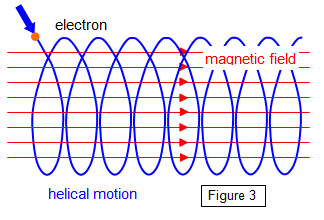 electron
magnetic field
helical motion
Figure 3